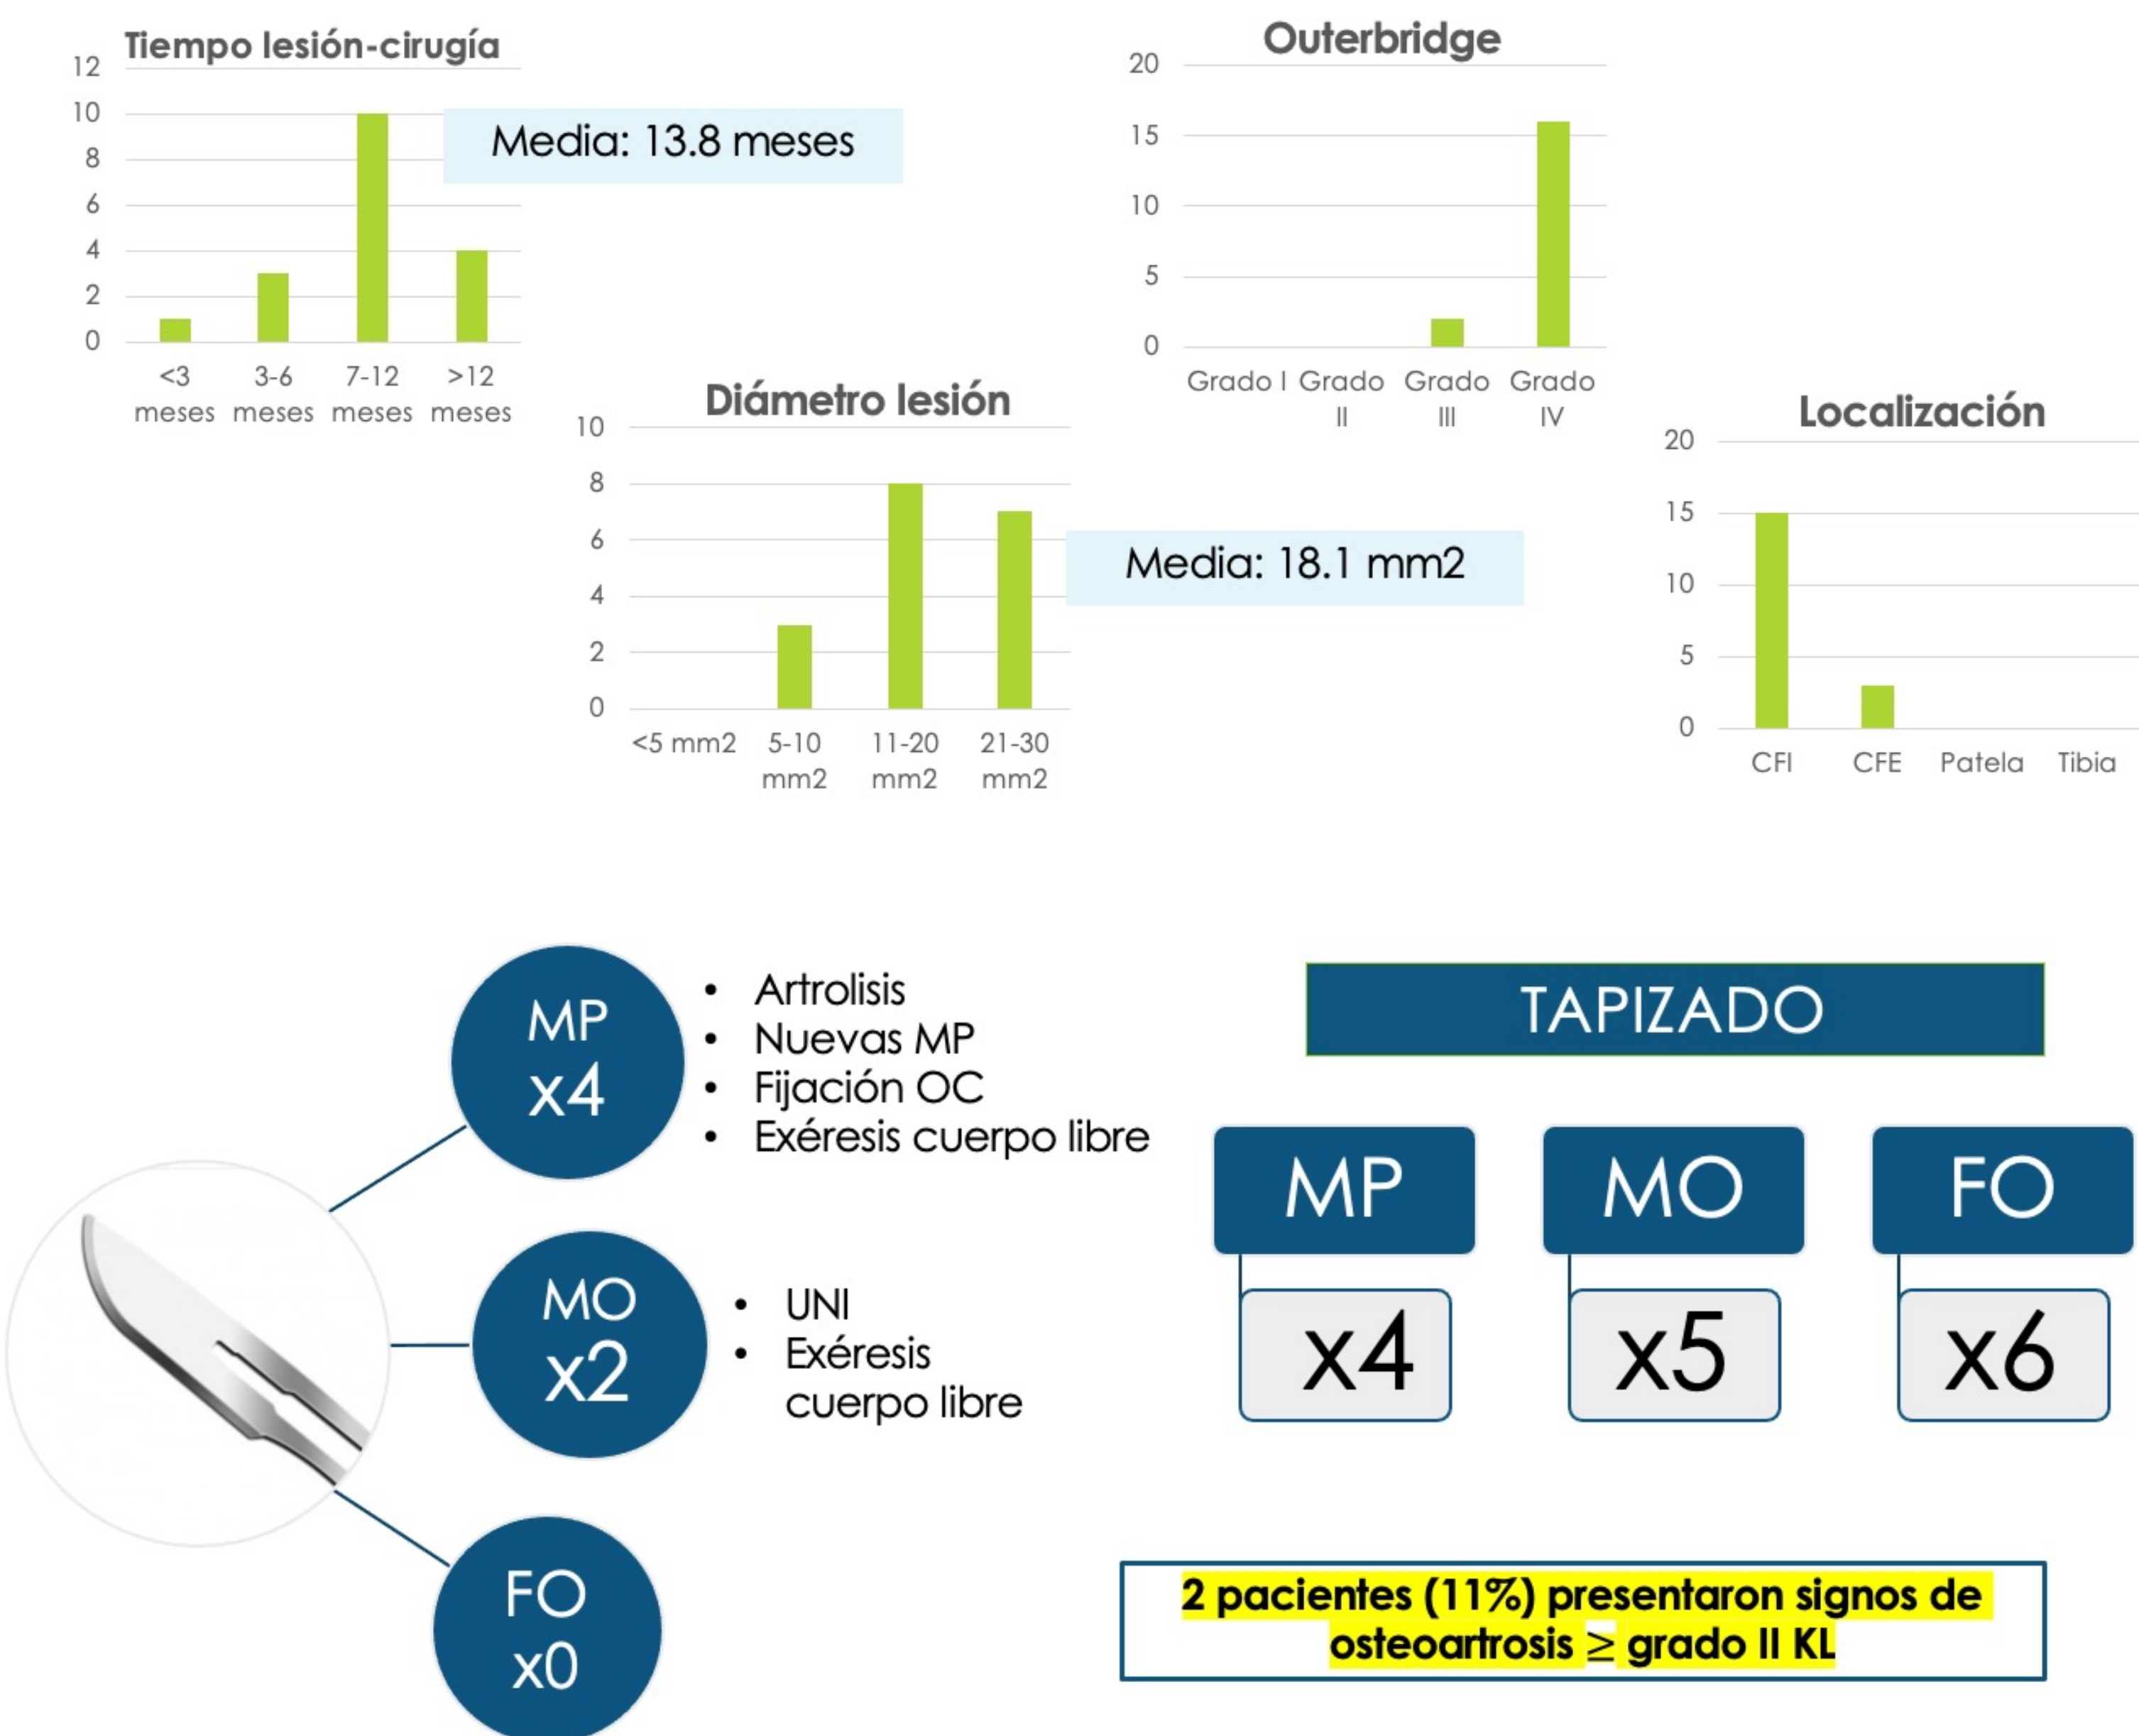 Tiempo lesión-cirugía
12
10
8
6
4
2
0
<3 3-6 7-12 >12
meses meses meses meses
Media: 13.8 meses
Outerbridge
20
15
10
5
0
Grado I Grado Grado Grado
II III IV
Diámetro lesión
10
8
6
4
2
0
<5 mm2 5-10 11-20 21-30
mm2 mm2 mm2
Media: 18.1 mm2
Localización
20
15
10
5
0
CFI CFE Patela Tibia
MP
x4
• Artrolisis
• Nuevas MP
• Fijación OC
• Exéresis cuerpo libre
MO
x2
• UNI
• Exéresis
cuerpo libre
FO
x0
TAPIZADO
MP MO FO
x4 x5 x6
2 pacientes (11%) presentaron signos de
osteoartrosis ≥ grado II KL